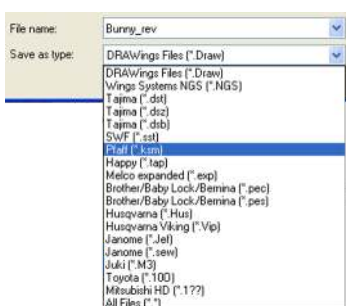 File name: Bunny_rev
Save as type: DRAWings Files (*.Draw)
DRAWings Files (*.Draw)
Wings Systems NGS (*.NGS)
Tajima (*.dst)
Tajima (*.dsz)
Tajima (*.dsb)
SWF (*.sst)
Pfaff (*.ksm)
Happy (*.tap)
Melco expanded (*.exp)
Brother/Baby Lock/Bernina (*.pec)
Brother/Baby Lock/Bernina (*.pes)
Husqvarna (*.Hus)
Husqvarna Viking (*.Vip)
Janome (*.Jef)
Janome (*.sew)
Juki (*.M3)
Toyota (*.100)
Mitsubishi HD (*.1??)
All Files (*.*)